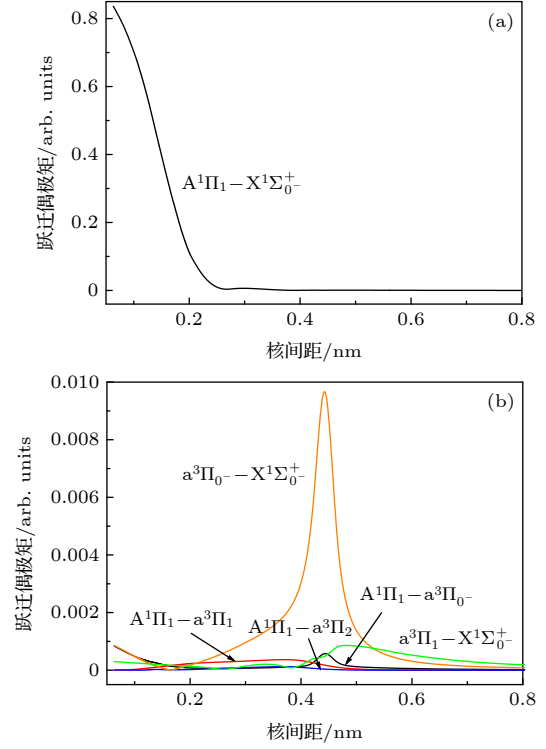 (a)
0.8
0.6
0.4
0.2
0
跃迁偶极矩/arb. units
A¹Π₁−X¹Σ⁺₀₋
0.2 0.4 0.6 0.8
核间距/nm
(b)
0.010
0.008
0.006
0.004
0.002
0
跃迁偶极矩/arb. units
a³Π₀₋−X¹Σ⁺₀₋
A¹Π₁−a³Π₀₋
A¹Π₁−a³Π₁
A¹Π₁−a³Π₂
a³Π₁−X¹Σ⁺₀₋
0.2 0.4 0.6 0.8
核间距/nm